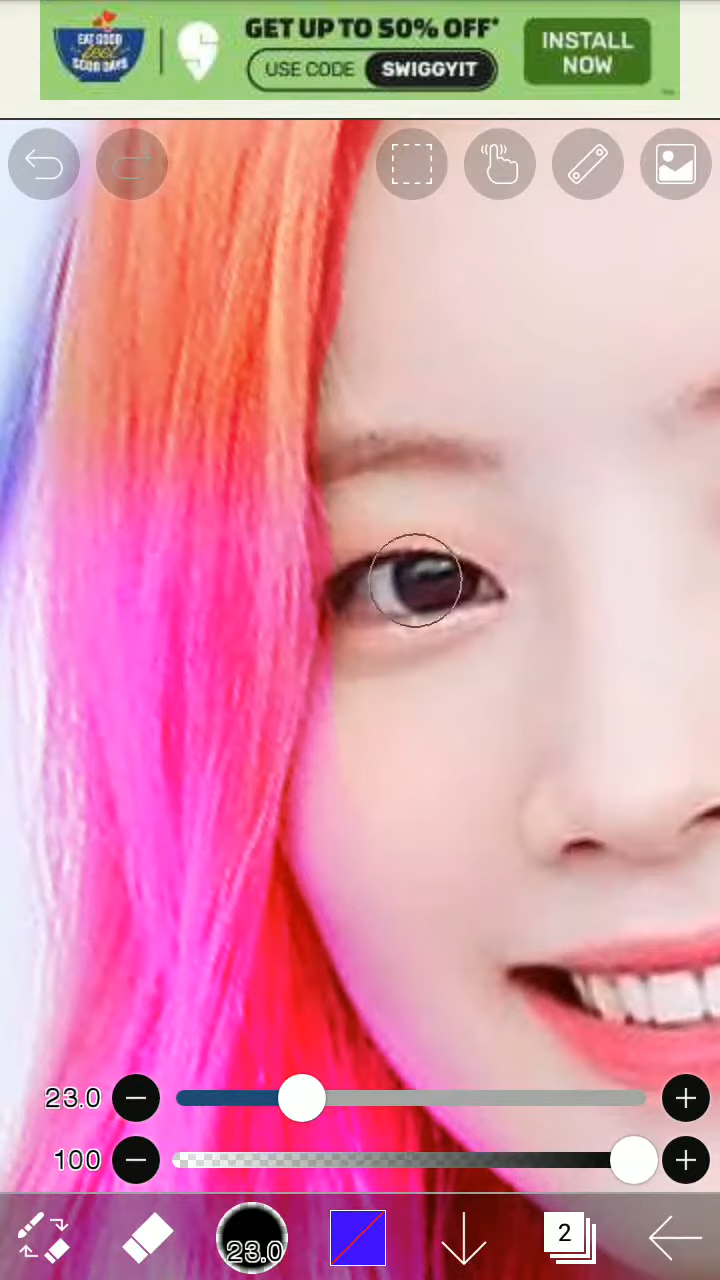 EAT GOOD
feel
GOOD DAYS
GET UP TO 50% OFF*
USE CODE SWIGGYIT
INSTALL
NOW
23.0
100
23.0
2